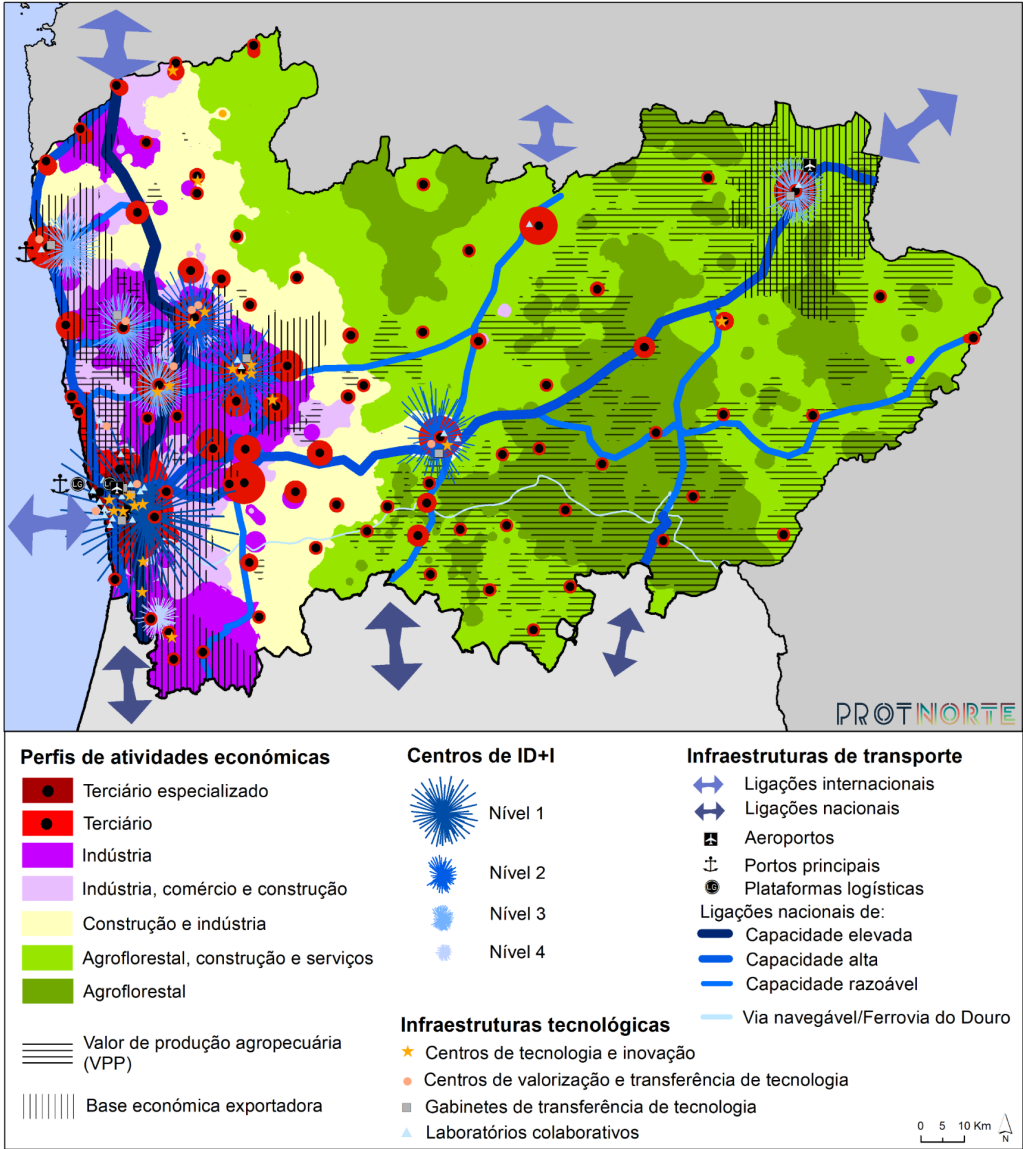 LG
LG
PROTNORTE
Perfis de atividades económicas
Terciário especializado
Terciário
Indústria
Indústria, comércio e construção
Construção e indústria
Agroflorestal, construção e serviços
Agroflorestal
Valor de produção agropecuária
(VPP)
Base económica exportadora
Centros de ID+I
Nível 1
Nível 2
Nível 3
Nível 4
Infraestruturas tecnológicas
Centros de tecnologia e inovação
Centros de valorização e transferência de tecnologia
Gabinetes de transferência de tecnologia
Laboratórios colaborativos
Infraestruturas de transporte
Ligações internacionais
Ligações nacionais
Aeroportos
Portos principais
LG Plataformas logísticas
Ligações nacionais de:
Capacidade elevada
Capacidade alta
Capacidade razoável
Via navegável/Ferrovia do Douro
0 5 10 Km
N